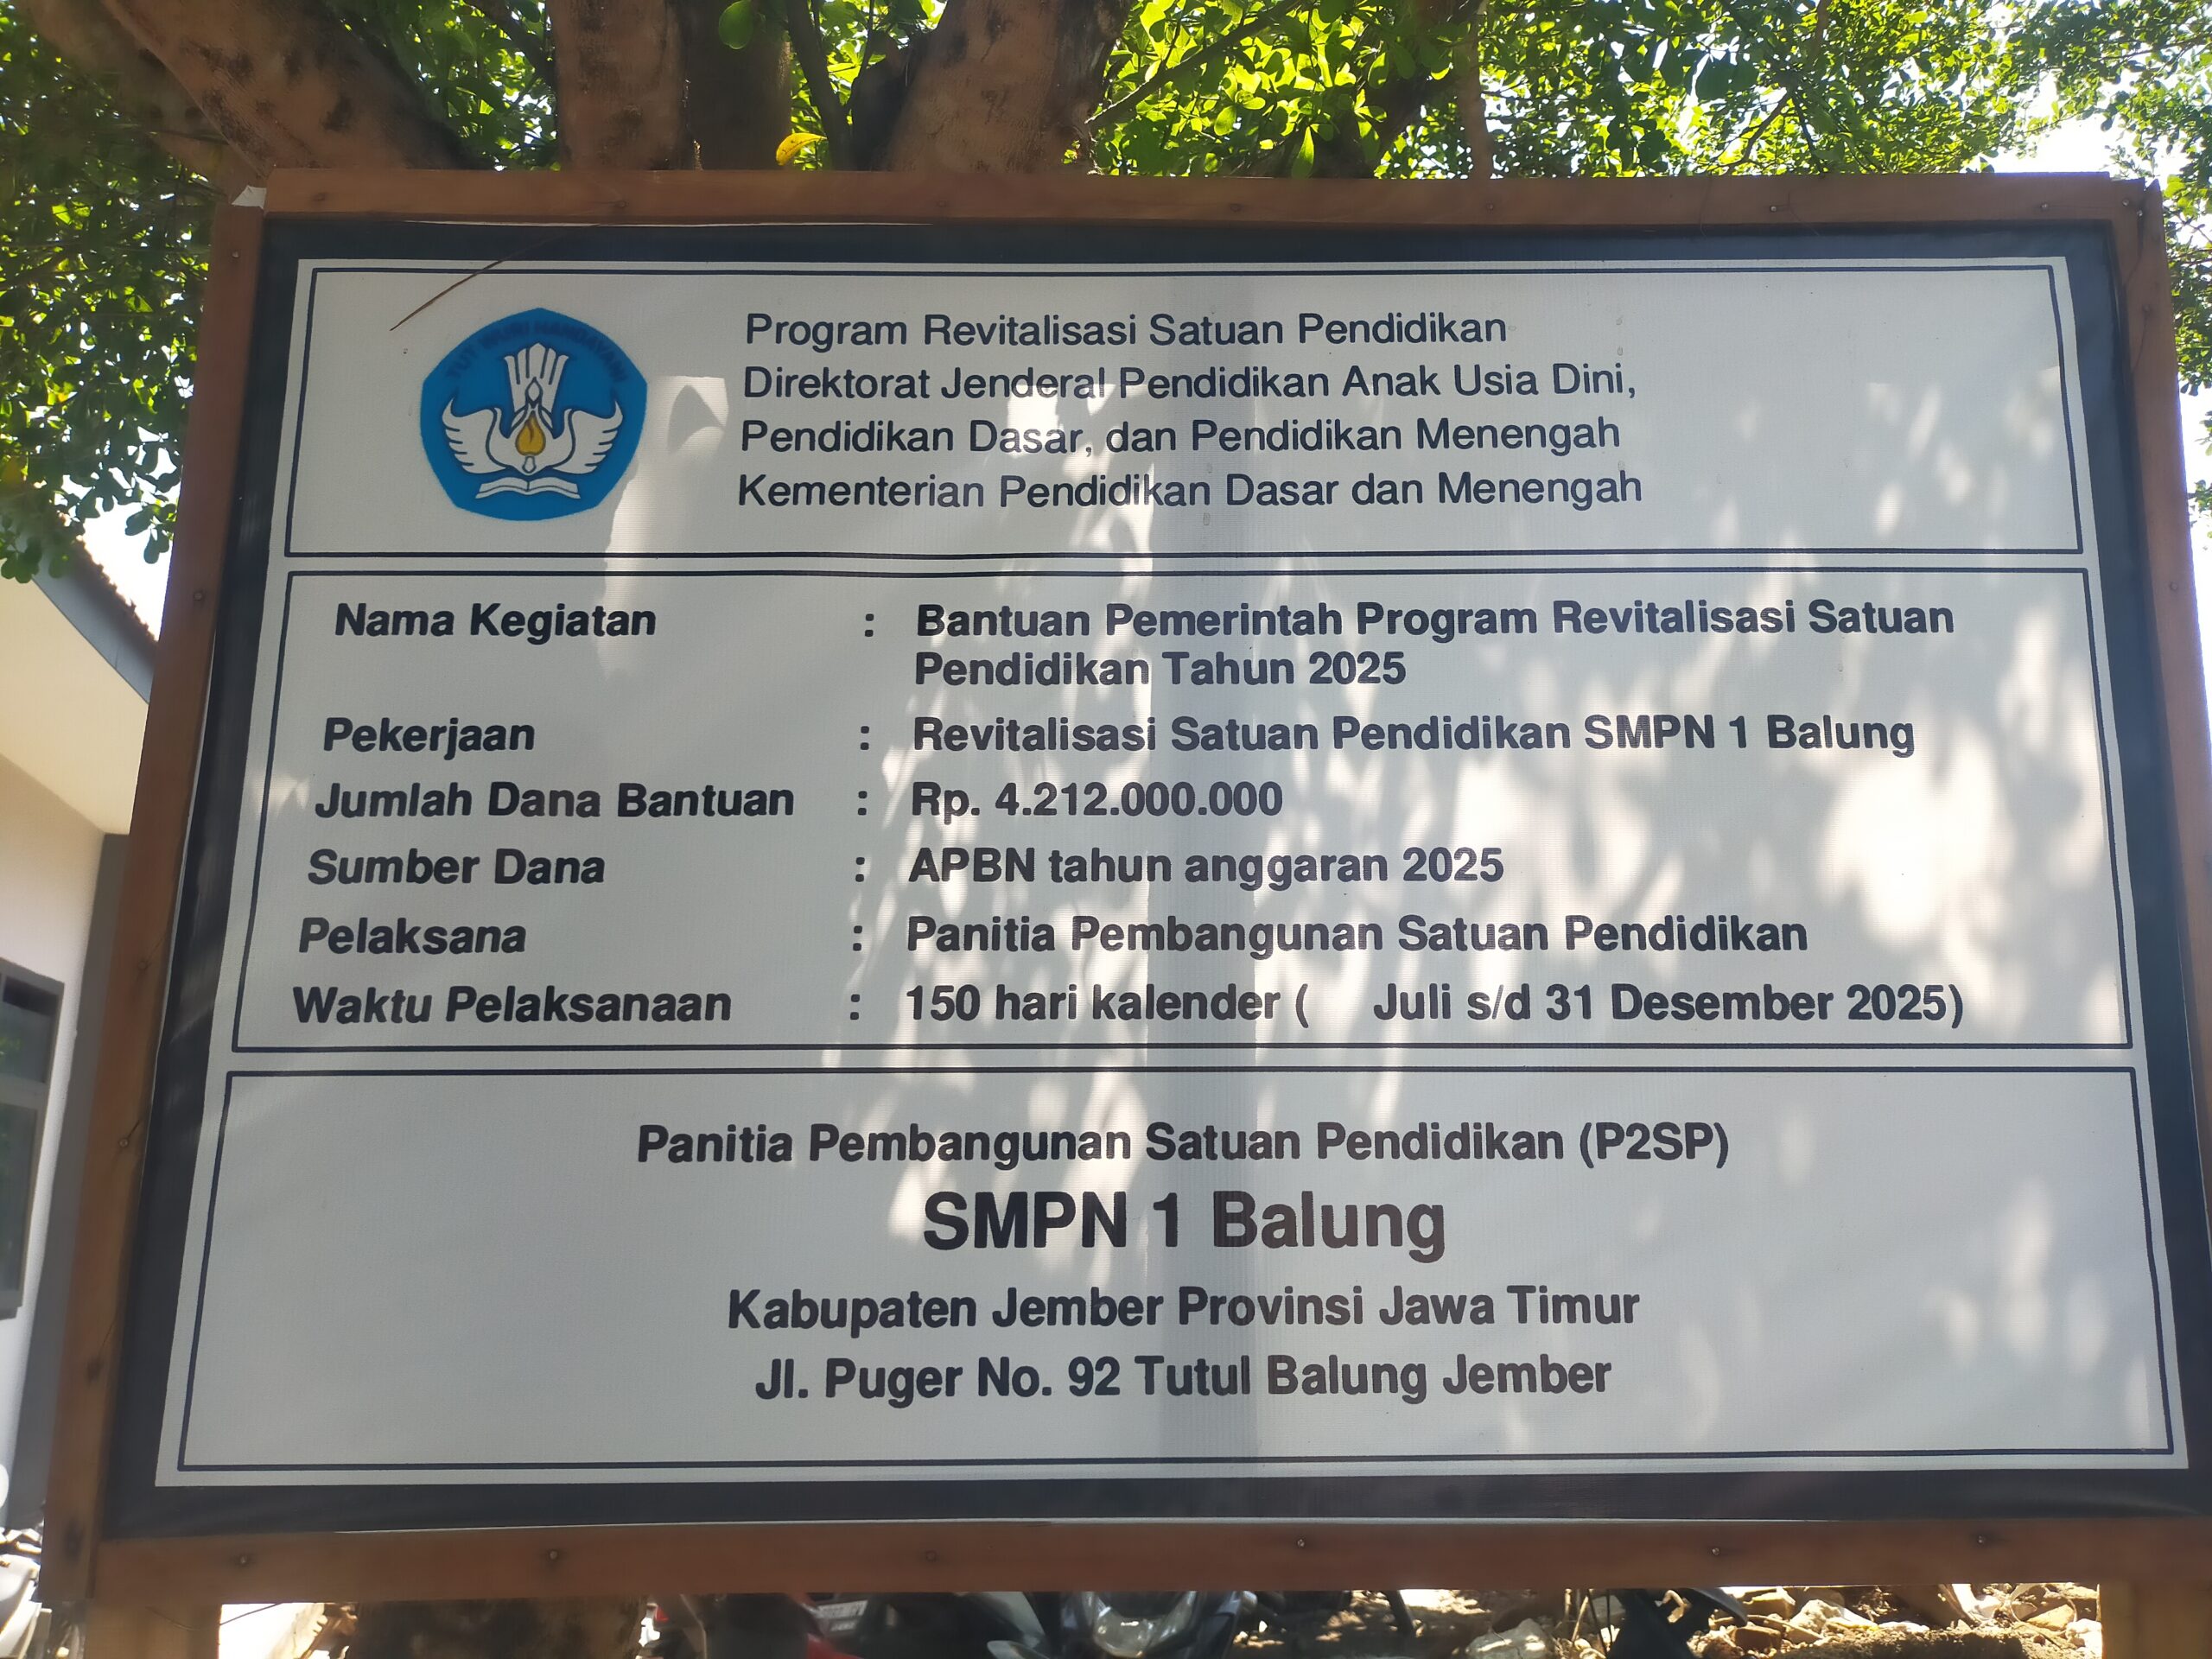 TUT WURI HANDAYANI
Program Revitalisasi Satuan Pendidikan
Direktorat Jenderal Pendidikan Anak Usia Dini,
Pendidikan Dasar, dan Pendidikan Menengah
Kementerian Pendidikan Dasar dan Menengah
Nama Kegiatan : Bantuan Pemerintah Program Revitalisasi Satuan
Pendidikan Tahun 2025
Pekerjaan : Revitalisasi Satuan Pendidikan SMPN 1 Balung
Jumlah Dana Bantuan : Rp. 4.212.000.000
Sumber Dana : APBN tahun anggaran 2025
Pelaksana : Panitia Pembangunan Satuan Pendidikan
Waktu Pelaksanaan : 150 hari kalender ( Juli s/d 31 Desember 2025)
Panitia Pembangunan Satuan Pendidikan (P2SP)
SMPN 1 Balung
Kabupaten Jember Provinsi Jawa Timur
Jl. Puger No. 92 Tutul Balung Jember